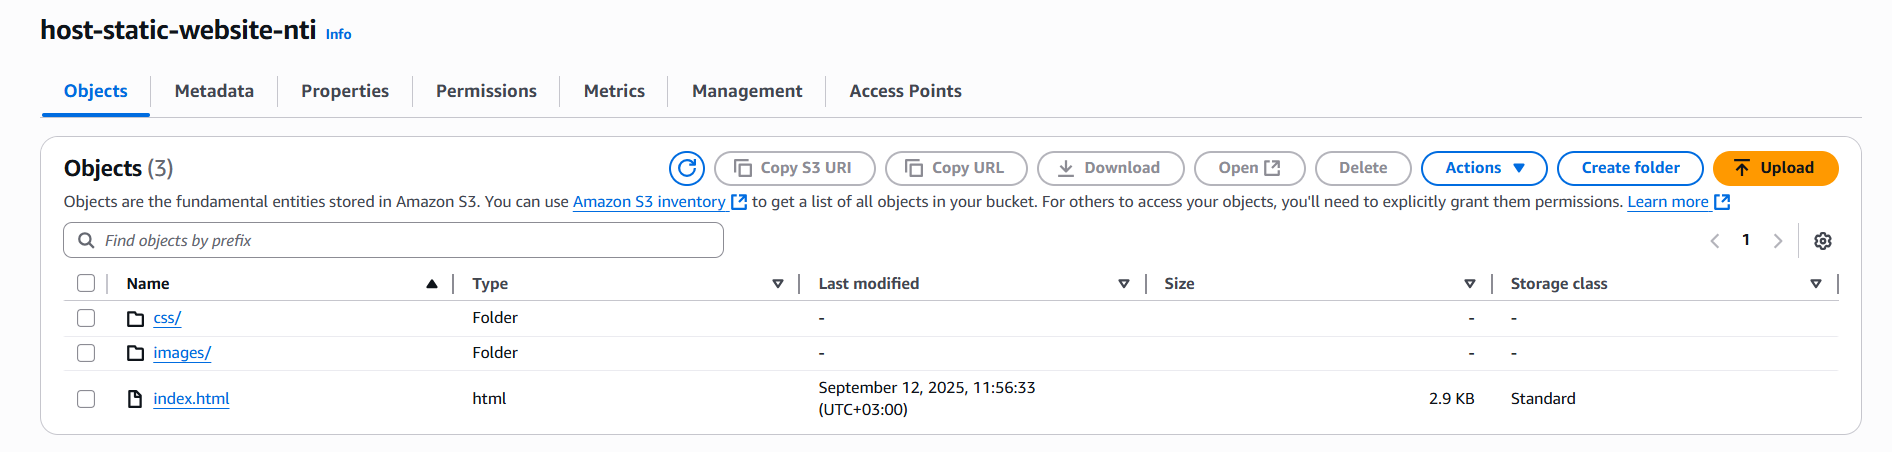 host-static-website-nti Info
Objects Metadata Properties Permissions Metrics Management Access Points
Objects (3) Copy S3 URI Copy URL Download Open Delete Actions Create folder Upload
Objects are the fundamental entities stored in Amazon S3. You can use Amazon S3 inventory to get a list of all objects in your bucket. For others to access your objects, you'll need to explicitly grant them permissions. Learn more
Find objects by prefix 1
Name Type Last modified Size Storage class
css/ Folder - - -
images/ Folder - - -
index.html html September 12, 2025, 11:56:33 (UTC+03:00) 2.9 KB Standard